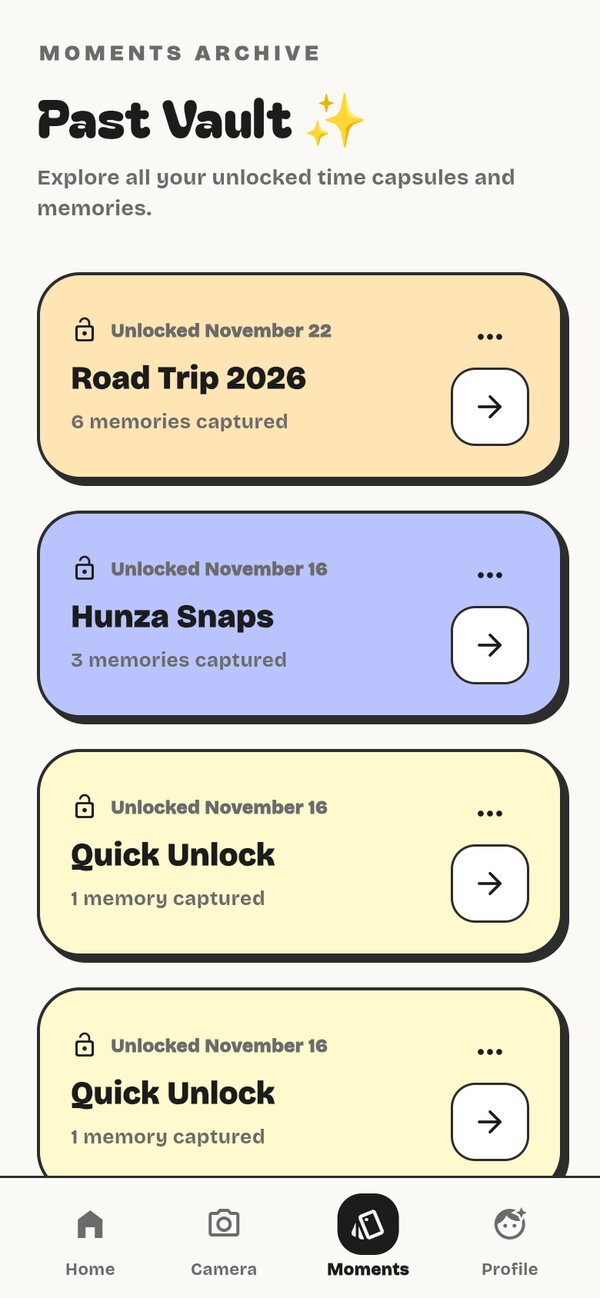 MOMENTS ARCHIVE
Past Vault ✨
Explore all your unlocked time capsules and
memories.
Unlocked November 22
Road Trip 2026
6 memories captured
Unlocked November 16
Hunza Snaps
3 memories captured
Unlocked November 16
Quick Unlock
1 memory captured
Unlocked November 16
Quick Unlock
1 memory captured
Home
Camera
Moments
Profile